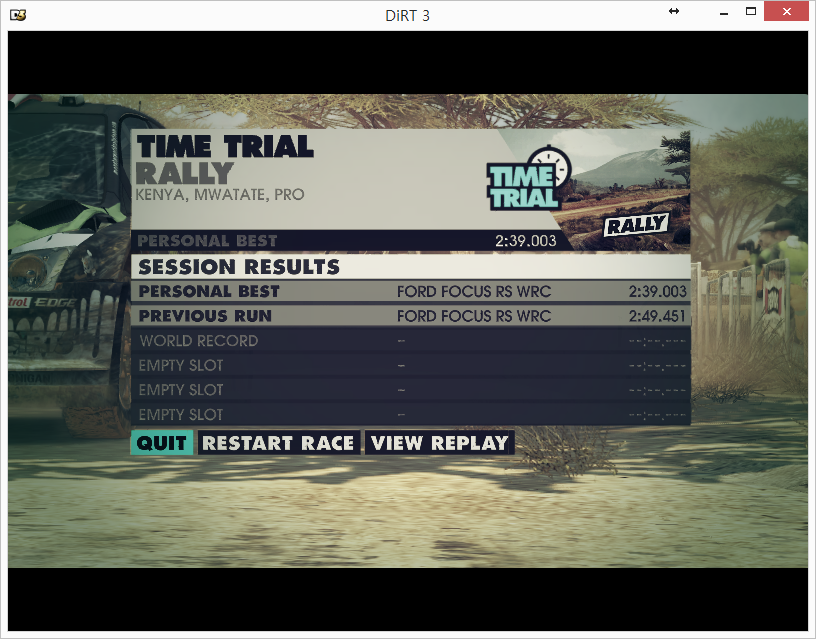 DiRT 3
TIME TRIAL
RALLY
KENYA, MWATATE, PRO
TIME
TRIAL
RALLY
PERSONAL BEST 2:39.003
SESSION RESULTS
PERSONAL BEST FORD FOCUS RS WRC 2:39.003
PREVIOUS RUN FORD FOCUS RS WRC 2:49.451
WORLD RECORD – --:--.---
EMPTY SLOT – --:--.---
EMPTY SLOT – --:--.---
EMPTY SLOT – --:--.---
trol EDGE
QUIT RESTART RACE VIEW REPLAY